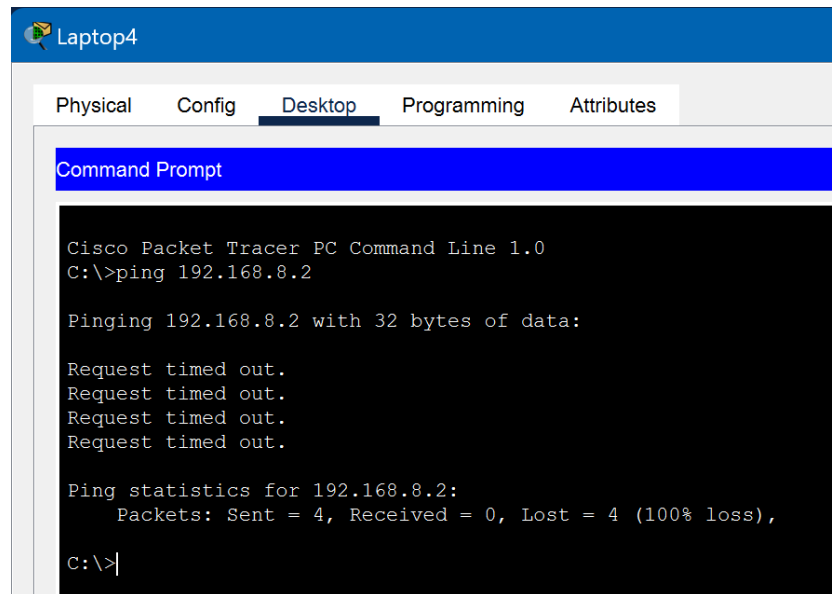 Laptop4
Physical Config Desktop Programming Attributes
Command Prompt
Cisco Packet Tracer PC Command Line 1.0
C:\>ping 192.168.8.2
Pinging 192.168.8.2 with 32 bytes of data:
Request timed out.
Request timed out.
Request timed out.
Request timed out.
Ping statistics for 192.168.8.2:
    Packets: Sent = 4, Received = 0, Lost = 4 (100% loss),
C:\>